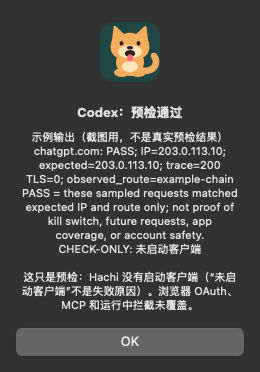 Codex：预检通过
示例输出（截图用，不是真实预检结果）
chatgpt.com: PASS; IP=203.0.113.10;
expected=203.0.113.10; trace=200
TLS=0; observed_route=example-chain
PASS = these sampled requests matched
expected IP and route only; not proof of
kill switch, future requests, app
coverage, or account safety.
CHECK-ONLY: 未启动客户端
这只是预检：Hachi 没有启动客户端（“未启
动客户端”不是失败原因）。浏览器 OAuth、
MCP 和运行中拦截未覆盖。
OK